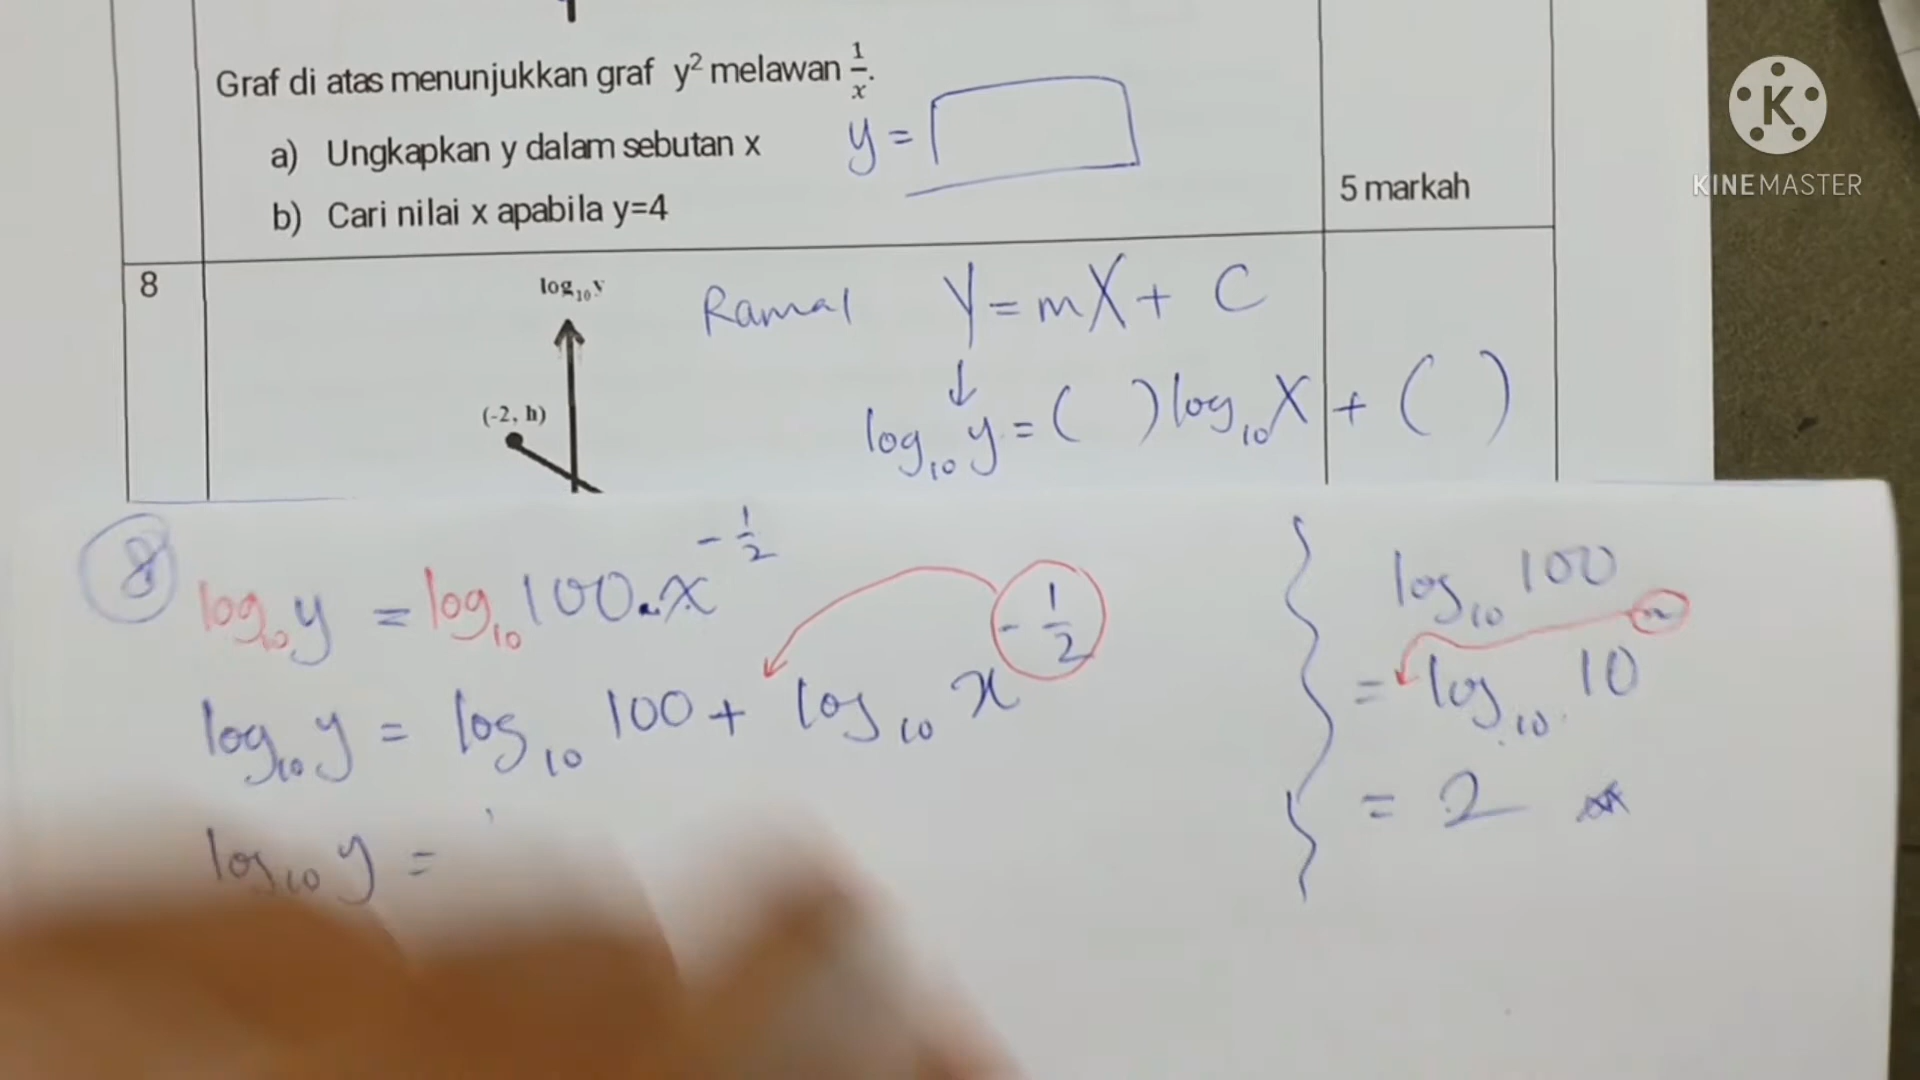 Graf di atas menunjukkan graf y² melawan 1/x.
a) Ungkapkan y dalam sebutan x
y =
b) Cari nilai x apabila y=4
5 markah
KINEMASTER
8
log₁₀y
(-2, h)
Ramal Y = mX + C
↓
log₁₀ y = ( ) log₁₀ X + ( )
8
log₁₀ y = log₁₀ 100 . x^(-1/2)
log₁₀ y = log₁₀ 100 + log₁₀ x^(-1/2)
log₁₀ y =
log₁₀ 100
= log₁₀ 10²
= 2